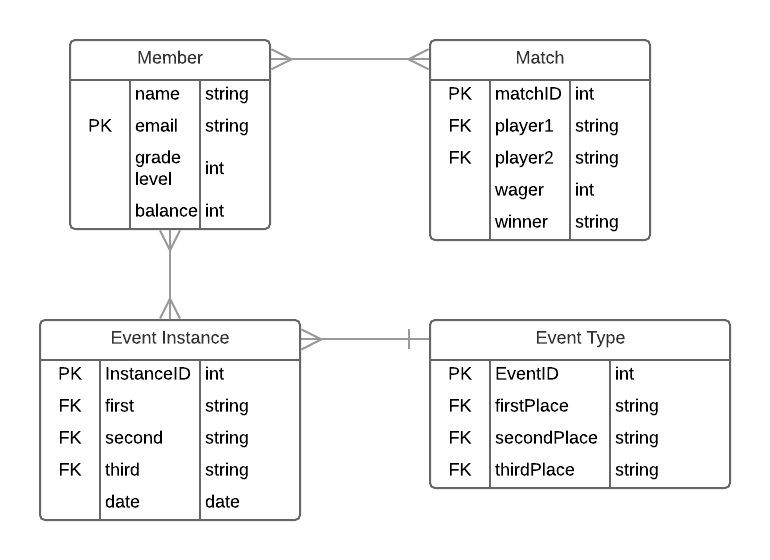 Member
name string
PK email string
grade
level int
balance int
Match
PK matchID int
FK player1 string
FK player2 string
wager int
winner string
Event Instance
PK InstanceID int
FK first string
FK second string
FK third string
date date
Event Type
PK EventID int
FK firstPlace string
FK secondPlace string
FK thirdPlace string